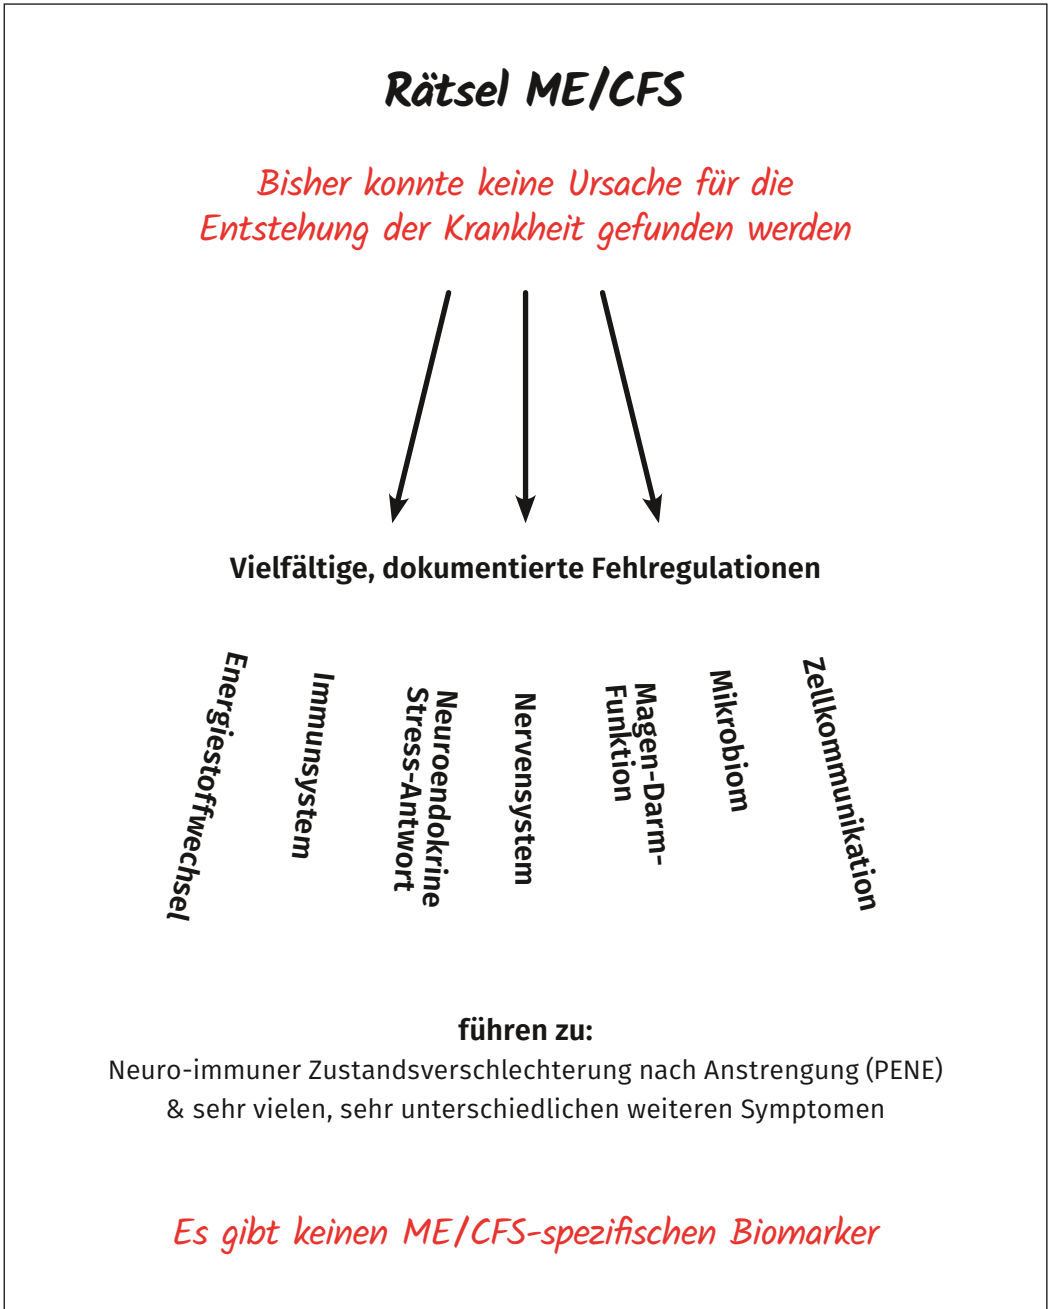 Rätsel ME/CFS
Bisher konnte keine Ursache für die
Entstehung der Krankheit gefunden werden
Vielfältige, dokumentierte Fehlregulationen
Energiestoffwechsel
Immunsystem
Neuroendokrine
Stress-Antwort
Nervensystem
Magen-Darm-
Funktion
Mikrobiom
Zellkommunikation
führen zu:
Neuro-immuner Zustandsverschlechterung nach Anstrengung (PENE)
& sehr vielen, sehr unterschiedlichen weiteren Symptomen
Es gibt keinen ME/CFS-spezifischen Biomarker